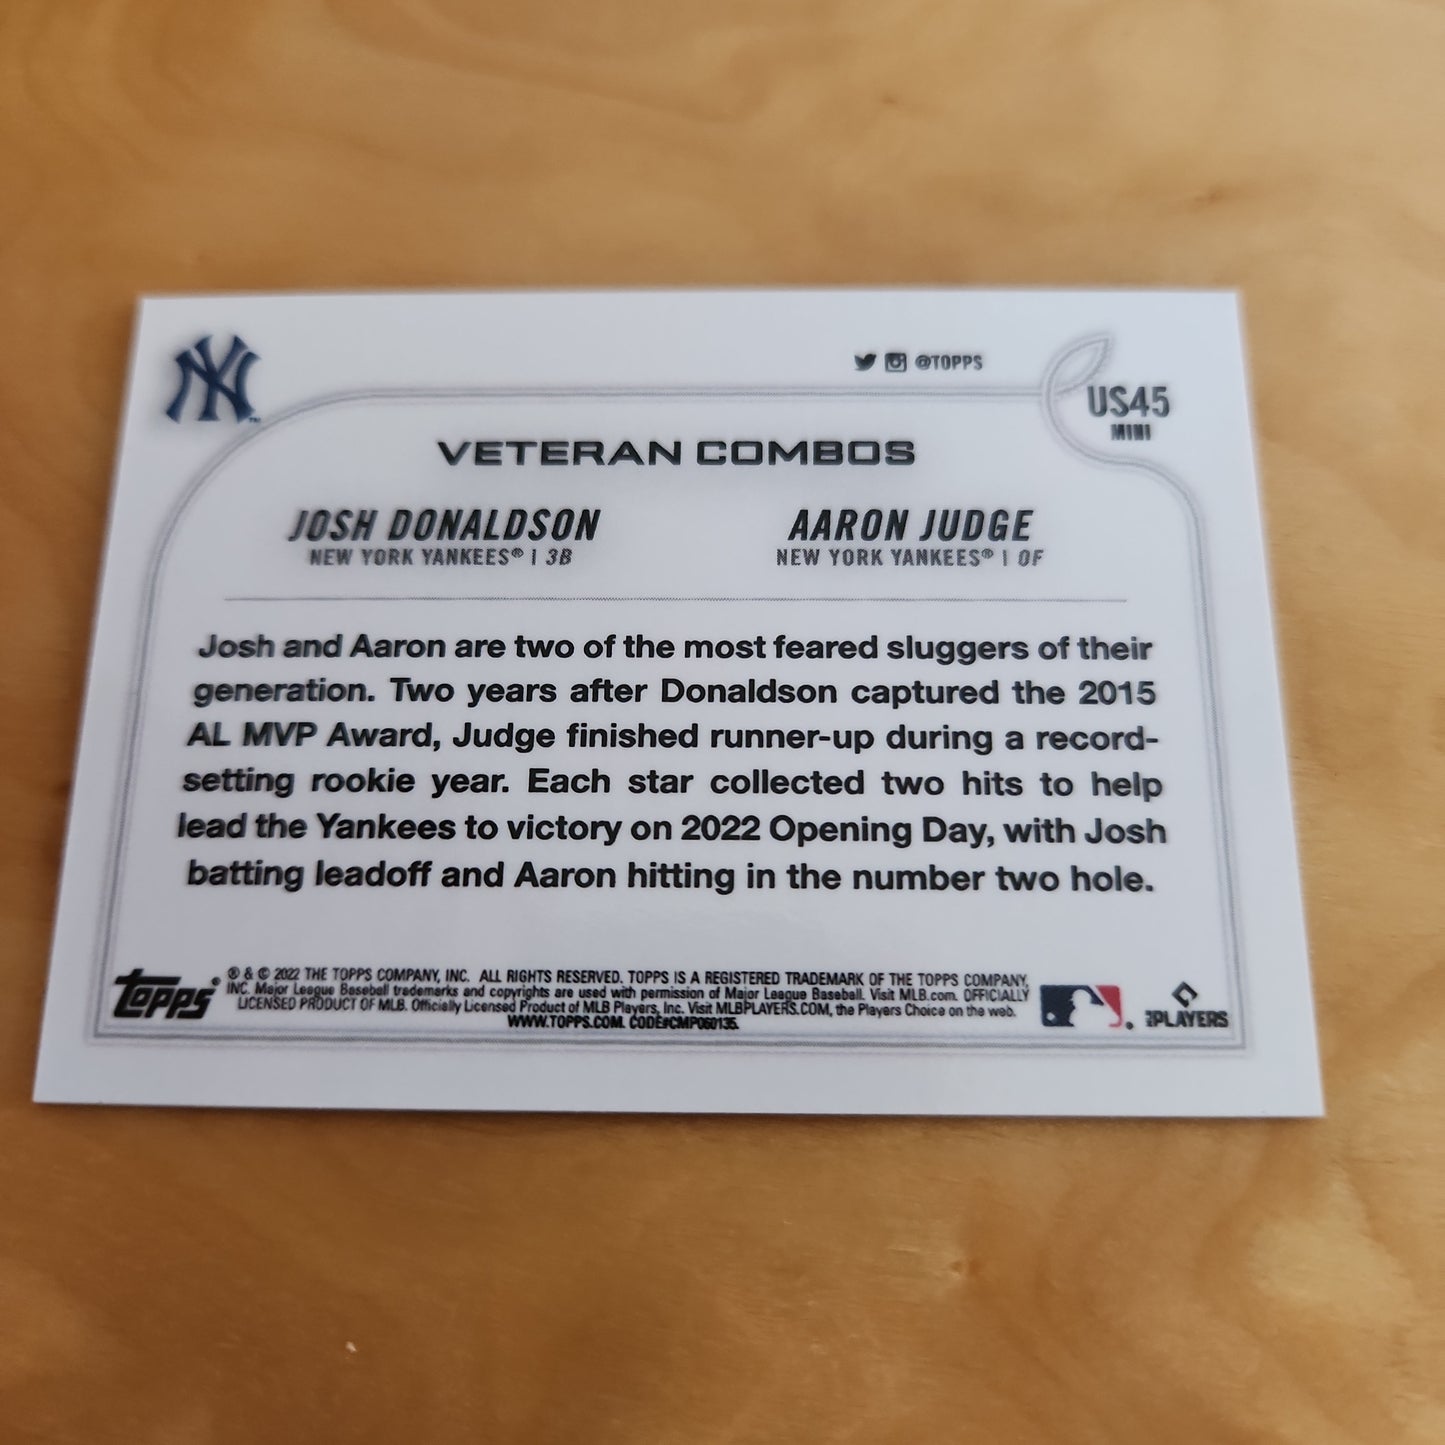 NY™
@TOPPS
US45
MINI
VETERAN COMBOS
JOSH DONALDSON
NEW YORK YANKEES® | 3B
AARON JUDGE
NEW YORK YANKEES® | OF
Josh and Aaron are two of the most feared sluggers of their
generation. Two years after Donaldson captured the 2015
AL MVP Award, Judge finished runner-up during a record-
setting rookie year. Each star collected two hits to help
lead the Yankees to victory on 2022 Opening Day, with Josh
batting leadoff and Aaron hitting in the number two hole.
Topps®
® & © 2022 THE TOPPS COMPANY, INC. ALL RIGHTS RESERVED. TOPPS IS A REGISTERED TRADEMARK OF THE TOPPS COMPANY,
INC. Major League Baseball trademarks and copyrights are used with permission of Major League Baseball. Visit MLB.com. OFFICIALLY
LICENSED PRODUCT OF MLB. Officially Licensed Product of MLB Players, Inc. Visit MLBPLAYERS.COM, the Players Choice on the web.
WWW.TOPPS.COM. CODE#CMP060135.
PLAYERS